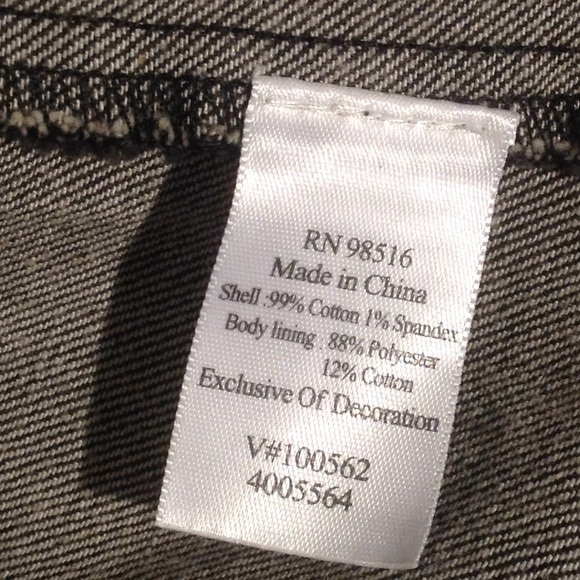 RN 98516
Made in China
Shell :99% Cotton 1% Spandex
Body lining 88% Polyester
12% Cotton
Exclusive Of Decoration
V#100562
4005564